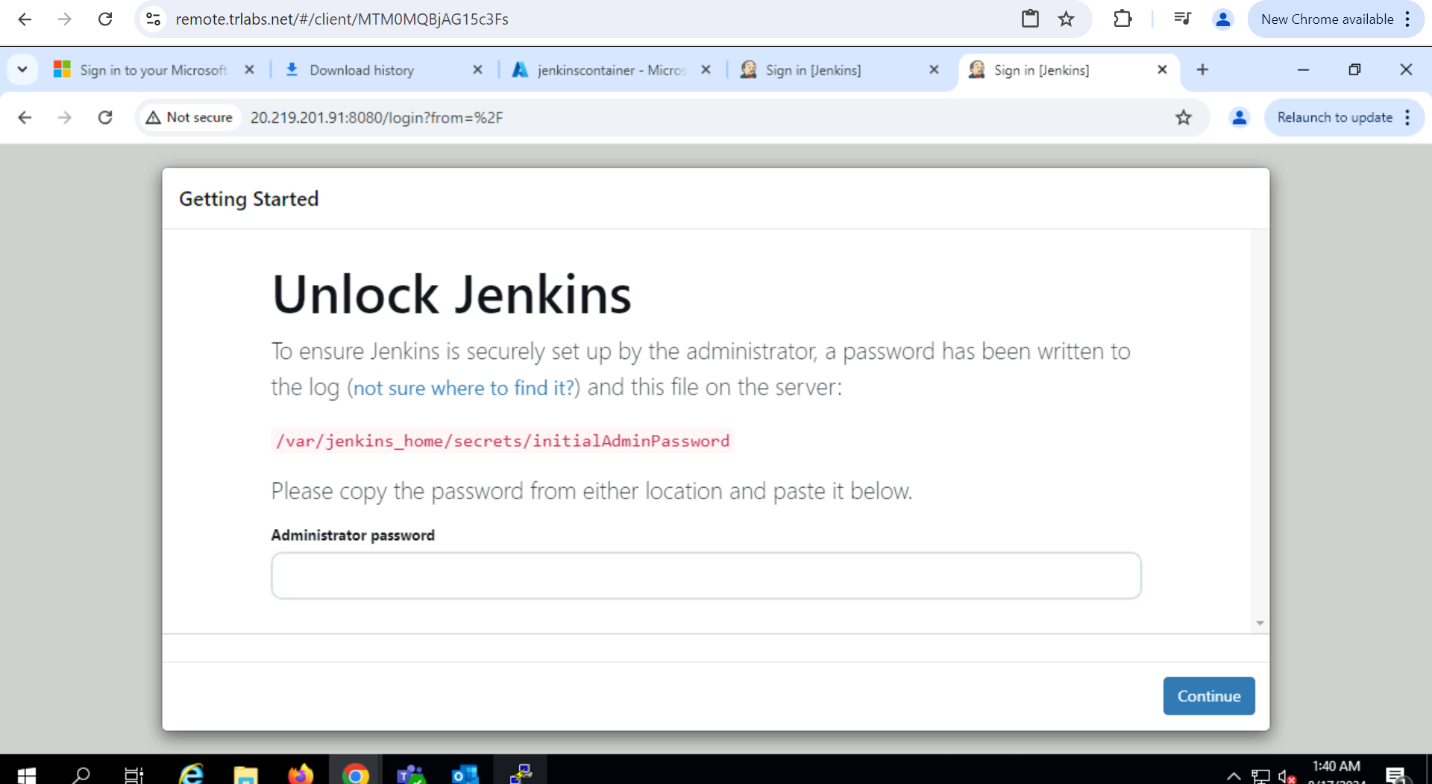 remote.trlabs.net/#/client/MTM0MQBjAG15c3Fs
New Chrome available
Sign in to your Microsoft
Download history
jenkinscontainer - Micros
Sign in [Jenkins]
Sign in [Jenkins]
Not secure
20.219.201.91:8080/login?from=%2F
Relaunch to update
Getting Started
Unlock Jenkins
To ensure Jenkins is securely set up by the administrator, a password has been written to
the log (not sure where to find it?) and this file on the server:
/var/jenkins_home/secrets/initialAdminPassword
Please copy the password from either location and paste it below.
Administrator password
Continue
1:40 AM